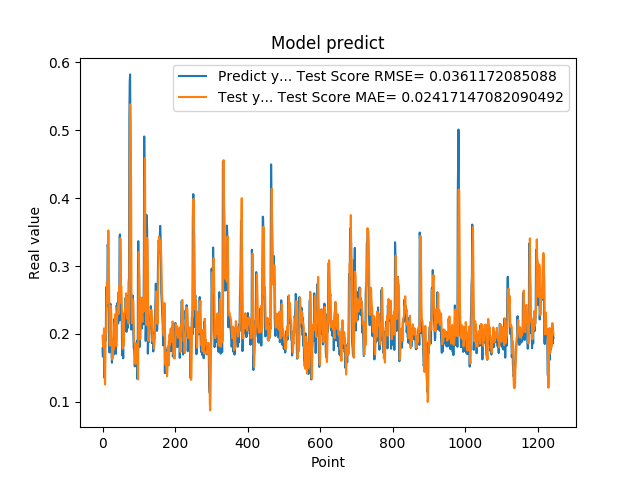 Model predict
Predict y... Test Score RMSE= 0.0361172085088
Test y... Test Score MAE= 0.02417147082090492
0.6
0.5
0.4
0.3
0.2
0.1
Real value
0 200 400 600 800 1000 1200
Point